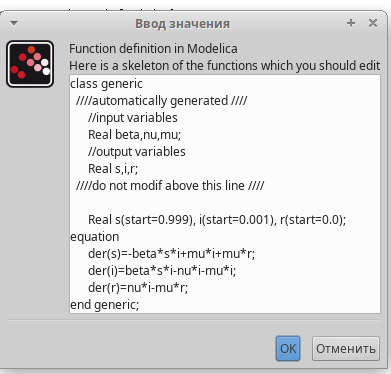 Ввод значения
Function definition in Modelica
Here is a skeleton of the functions which you should edit
class generic
////automatically generated ////
//input variables
Real beta,nu,mu;
//output variables
Real s,i,r;
////do not modif above this line ////
Real s(start=0.999), i(start=0.001), r(start=0.0);
equation
der(s)=-beta*s*i+mu*i+mu*r;
der(i)=beta*s*i-nu*i-mu*i;
der(r)=nu*i-mu*r;
end generic;
OK
Отменить